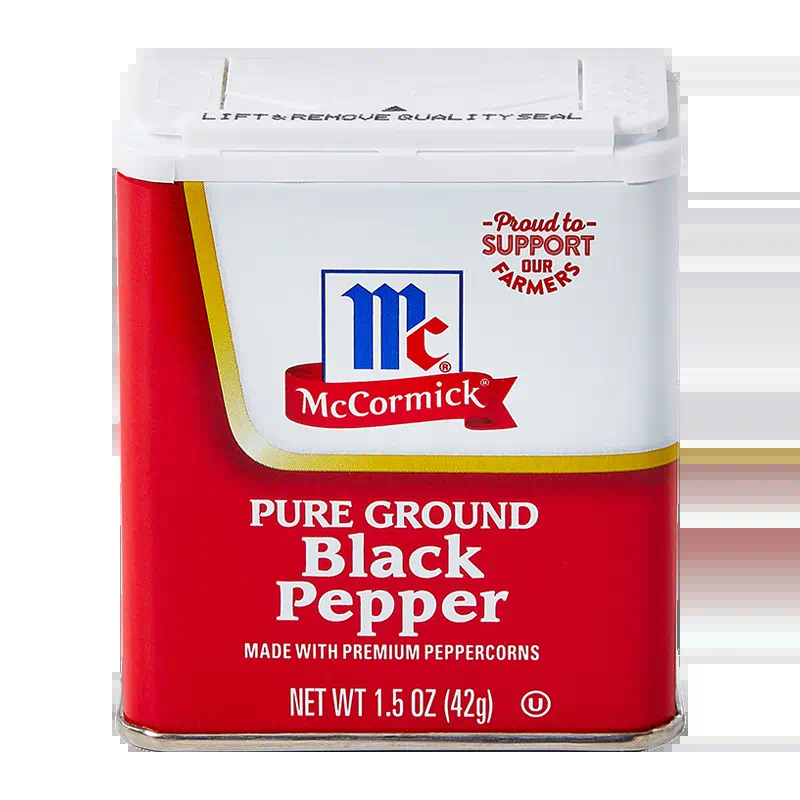 LIFT & REMOVE QUALITY SEAL
-Proud to-
SUPPORT
OUR
FARMERS
Mc®
McCormick®
PURE GROUND
Black
Pepper
MADE WITH PREMIUM PEPPERCORNS
NET WT 1.5 OZ (42g) U